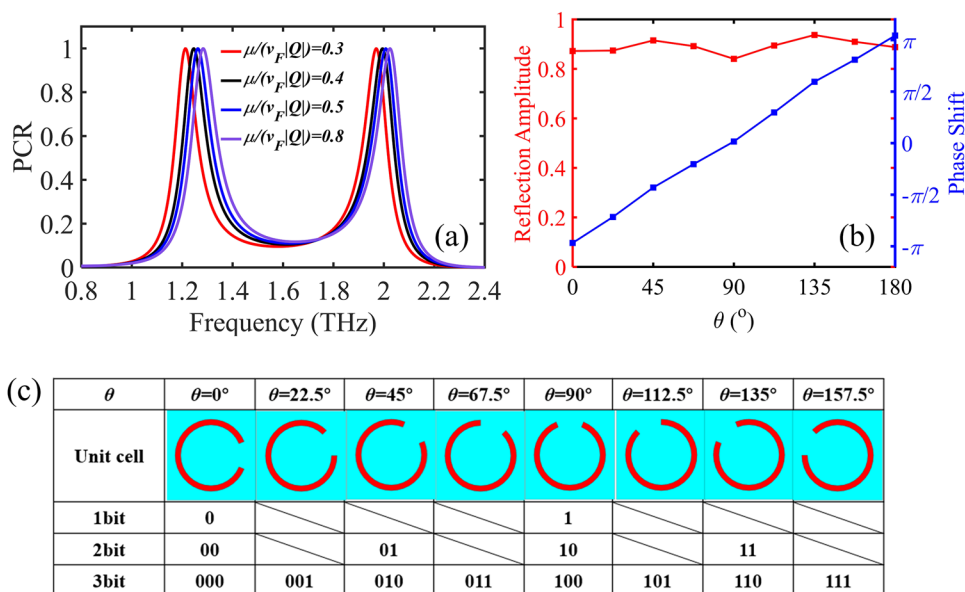 PCR
1
0.8
0.6
0.4
0.2
0
μ/(v_F|Q|)=0.3
μ/(v_F|Q|)=0.4
μ/(v_F|Q|)=0.5
μ/(v_F|Q|)=0.8
(a)
0.8 1 1.2 1.4 1.6 1.8 2 2.2 2.4
Frequency (THz)
Reflection Amplitude
1
0.8
0.6
0.4
0.2
0
π
π/2
0
-π/2
-π
Phase Shift
(b)
0 45 90 135 180
θ (°)
(c)
θ θ=0° θ=22.5° θ=45° θ=67.5° θ=90° θ=112.5° θ=135° θ=157.5°
Unit cell
1bit 0 1
2bit 00 01 10 11
3bit 000 001 010 011 100 101 110 111